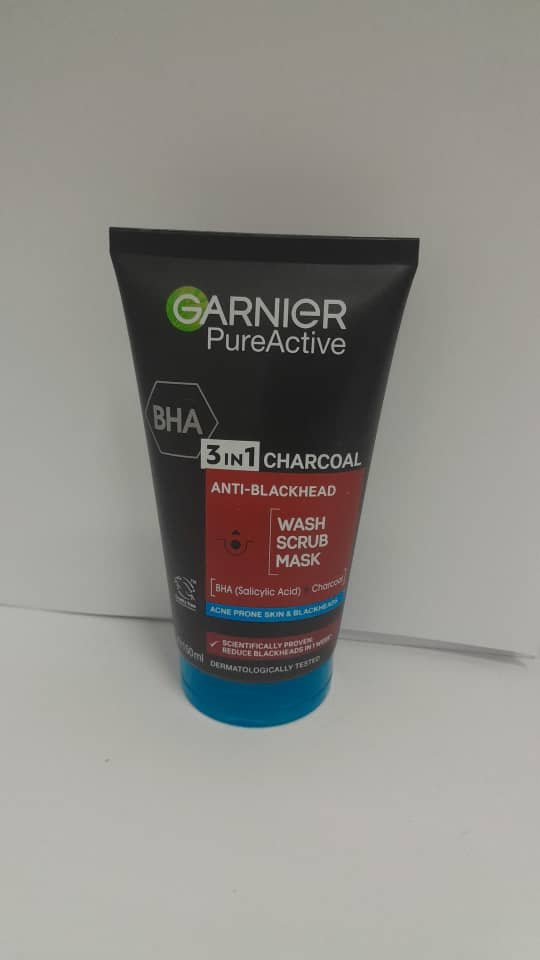 GARNIER
PureActive
BHA
3 IN 1 CHARCOAL
ANTI-BLACKHEAD
WASH
SCRUB
MASK
BHA (Salicylic Acid) Charcoal
ACNE PRONE SKIN & BLACKHEADS
SCIENTIFICALLY PROVEN:
REDUCE BLACKHEADS IN 1 WEEK*
DERMATOLOGICALLY TESTED